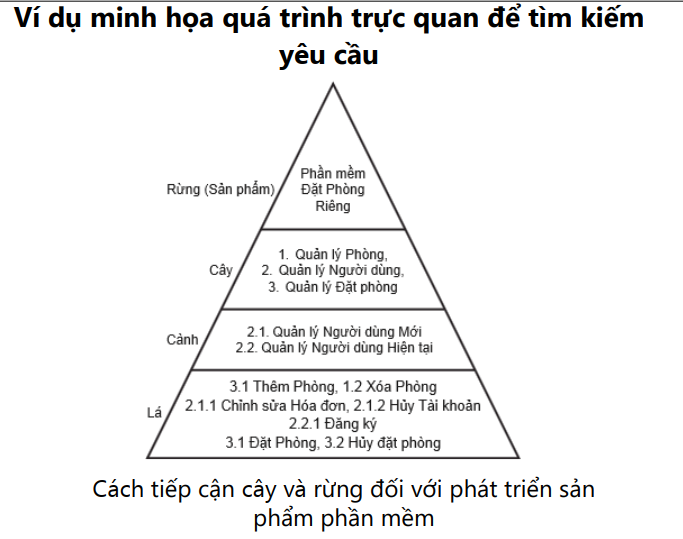 Ví dụ minh họa quá trình trực quan để tìm kiếm
yêu cầu
Rừng (Sản phẩm)
Phần mềm
Đặt Phòng
Riêng
Cây
1. Quản lý Phòng,
2. Quản lý Người dùng,
3. Quản lý Đặt phòng
Cành
2.1. Quản lý Người dùng Mới
2.2. Quản lý Người dùng Hiện tại
Lá
3.1 Thêm Phòng, 1.2 Xóa Phòng
2.1.1 Chỉnh sửa Hóa đơn, 2.1.2 Hủy Tài khoản
2.2.1 Đăng ký
3.1 Đặt Phòng, 3.2 Hủy đặt phòng
Cách tiếp cận cây và rừng đối với phát triển sản
phẩm phần mềm